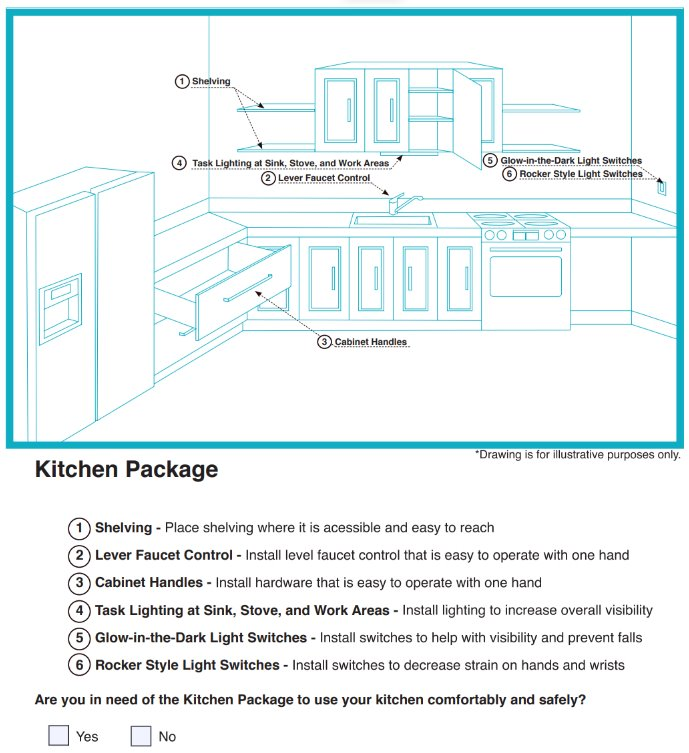 1 Shelving
4 Task Lighting at Sink, Stove, and Work Areas
2 Lever Faucet Control
5 Glow-in-the-Dark Light Switches
6 Rocker Style Light Switches
3 Cabinet Handles
*Drawing is for illustrative purposes only.
Kitchen Package
1 Shelving - Place shelving where it is acessible and easy to reach
2 Lever Faucet Control - Install level faucet control that is easy to operate with one hand
3 Cabinet Handles - Install hardware that is easy to operate with one hand
4 Task Lighting at Sink, Stove, and Work Areas - Install lighting to increase overall visibility
5 Glow-in-the-Dark Light Switches - Install switches to help with visibility and prevent falls
6 Rocker Style Light Switches - Install switches to decrease strain on hands and wrists
Are you in need of the Kitchen Package to use your kitchen comfortably and safely?
Yes No